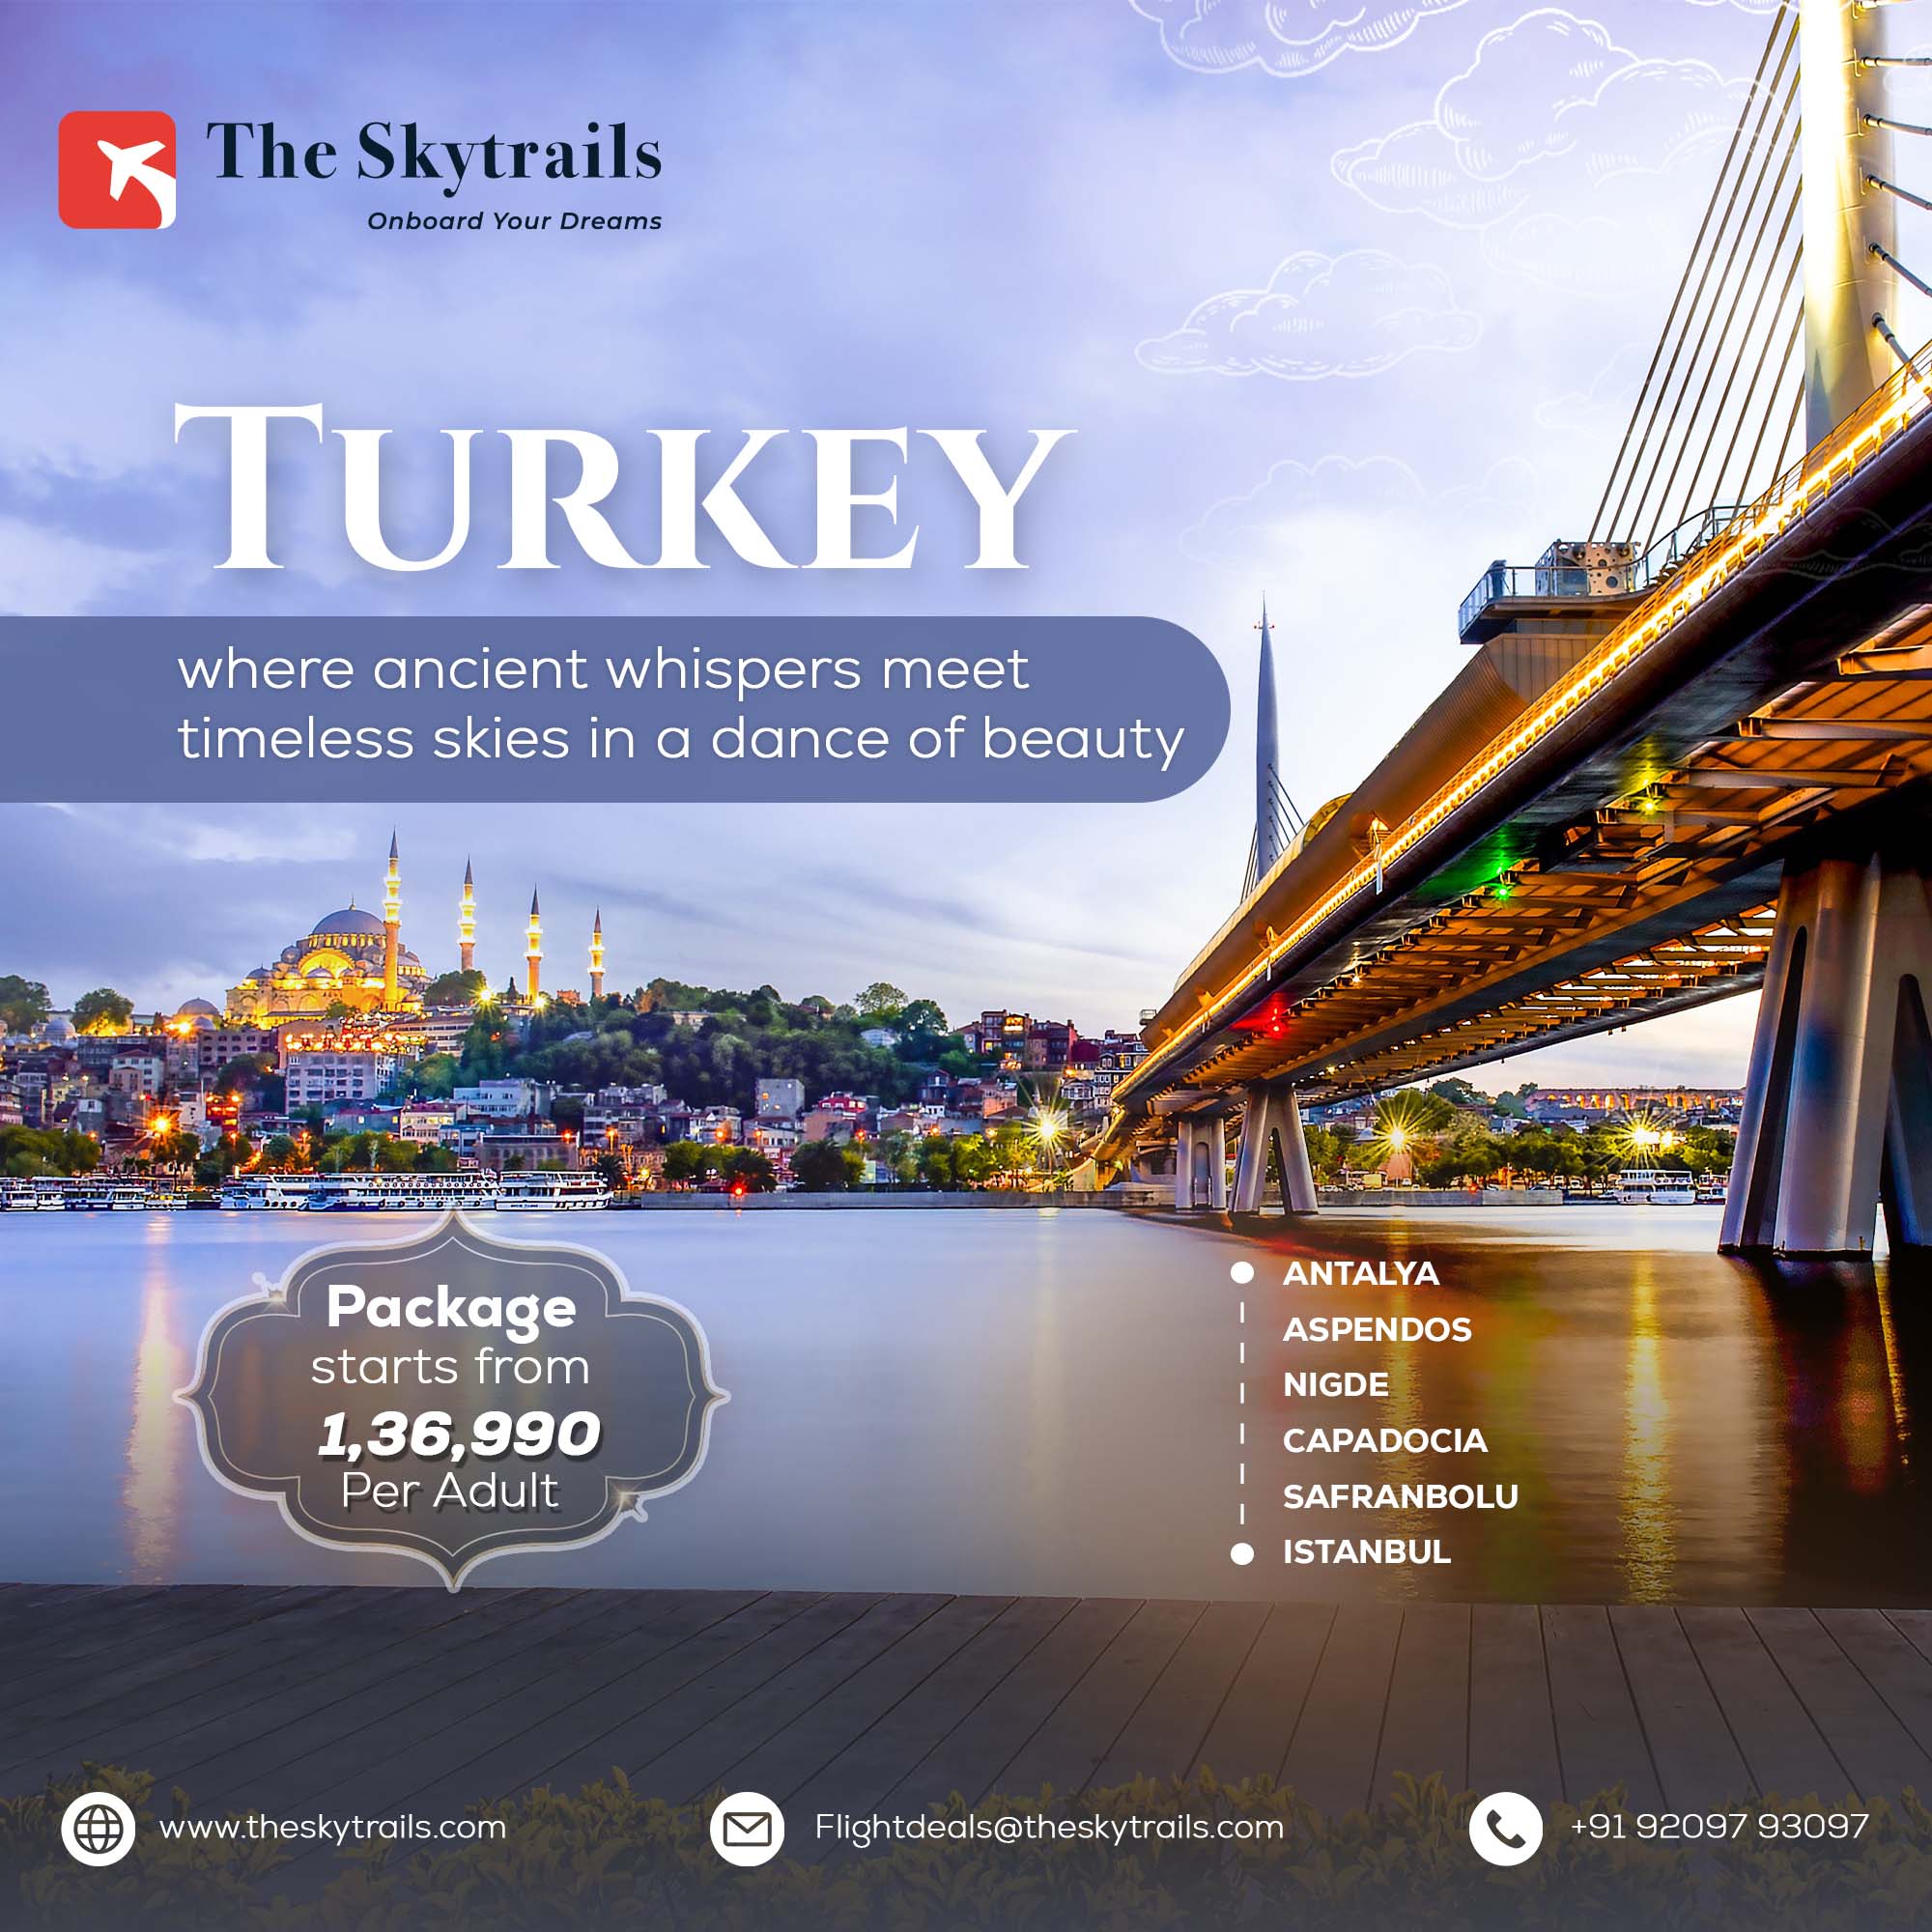 The Skytrails
Onboard Your Dreams
TURKEY
where ancient whispers meet
timeless skies in a dance of beauty
Package
starts from
1,36,990
Per Adult
ANTALYA
ASPENDOS
NIGDE
CAPADOCIA
SAFRANBOLU
ISTANBUL
www.theskytrails.com
Flightdeals@theskytrails.com
+91 92097 93097